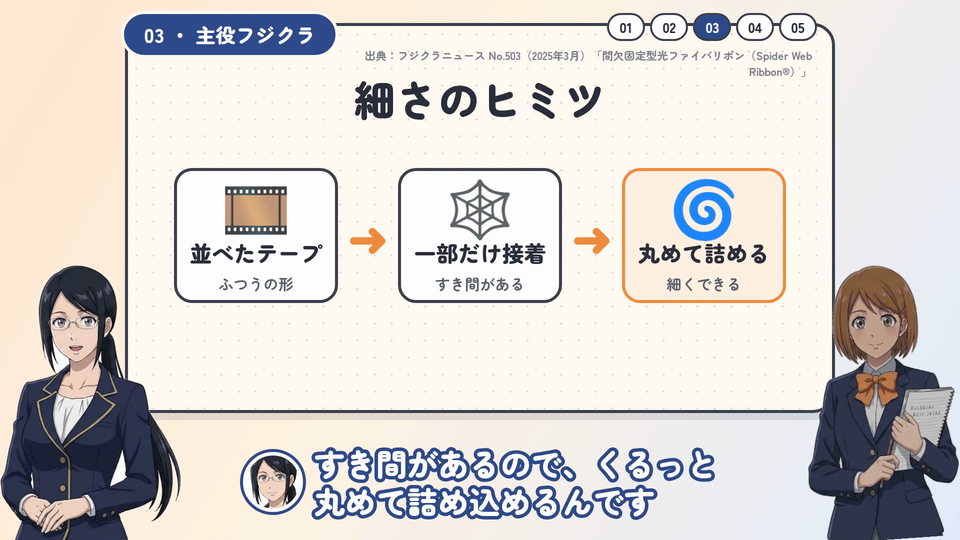 03 ・ 主役フジクラ
01 02 03 04 05
出典：フジクラニュース No.503（2025年3月）「間欠固定型光ファイバリボン（Spider Web
Ribbon®）」
細さのヒミツ
並べたテープ
ふつうの形
一部だけ接着
すき間がある
丸めて詰める
細くできる
すき間があるので、くるっと
丸めて詰め込めるんです